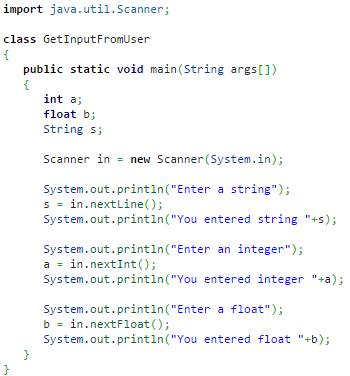 import java.util.Scanner;
class GetInputFromUser
{
public static void main(String args[])
{
int a;
float b;
String s;
Scanner in = new Scanner(System.in);
System.out.println("Enter a string");
s = in.nextLine();
System.out.println("You entered string "+s);
System.out.println("Enter an integer");
a = in.nextInt();
System.out.println("You entered integer "+a);
System.out.println("Enter a float");
b = in.nextFloat();
System.out.println("You entered float "+b);
}
}